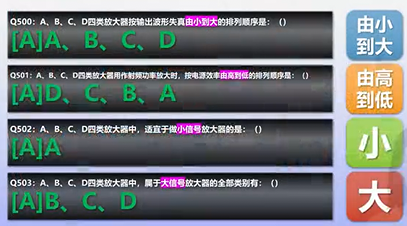 Q500：A、B、C、D四类放大器按输出波形失真由小到大的排列顺序是：（）
[A]A、B、C、D
由小
到大
Q501：A、B、C、D四类放大器用作射频功率放大时，按电源效率由高到低的排列顺序是：（）
[A]D、C、B、A
由高
到低
Q502：A、B、C、D四类放大器中，适宜于做小信号放大器的是：（）
[A]A
小
Q503：A、B、C、D四类放大器中，属于大信号放大器的全部类别有：（）
[A]B、C、D
大